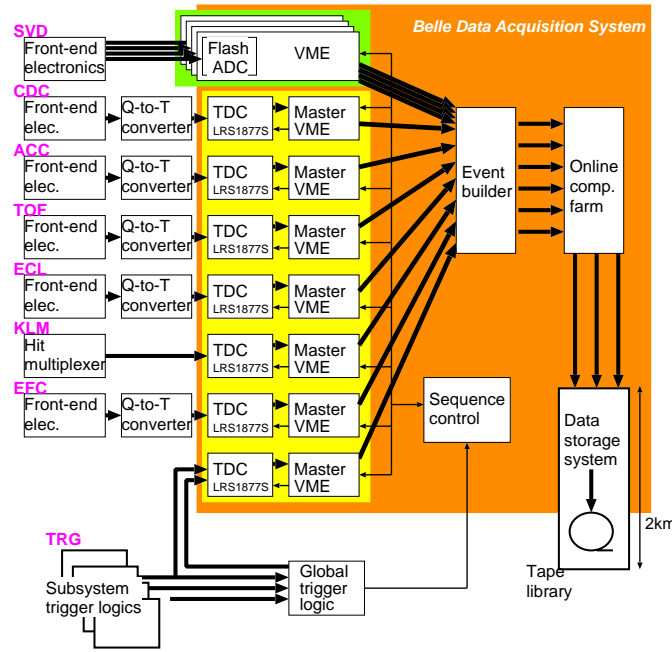 Belle Data Acquisition System
SVD
Front-end
electronics
Flash
ADC
VME
CDC
Front-end
elec.
Q-to-T
converter
TDC
LRS1877S
Master
VME
ACC
Front-end
elec.
Q-to-T
converter
TDC
LRS1877S
Master
VME
TOF
Front-end
elec.
Q-to-T
converter
TDC
LRS1877S
Master
VME
ECL
Front-end
elec.
Q-to-T
converter
TDC
LRS1877S
Master
VME
KLM
Hit
multiplexer
TDC
LRS1877S
Master
VME
EFC
Front-end
elec.
Q-to-T
converter
TDC
LRS1877S
Master
VME
TDC
LRS1877S
Master
VME
Event
builder
Online
comp.
farm
Sequence
control
Data
storage
system
2km
Tape
library
TRG
Subsystem
trigger logics
Global
trigger
logic